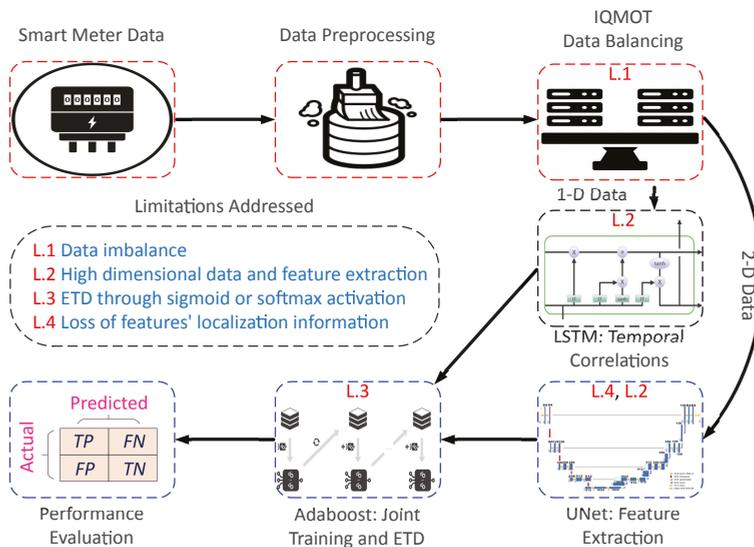 Smart Meter Data
Data Preprocessing
IQMOT
Data Balancing
L.1
1-D Data
2-D Data
Limitations Addressed
L.1 Data imbalance
L.2 High dimensional data and feature extraction
L.3 ETD through sigmoid or softmax activation
L.4 Loss of features' localization information
L.2
tanh
LSTM: Temporal
Correlations
Predicted
Actual
TP FN
FP TN
Performance
Evaluation
L.3
Adaboost: Joint
Training and ETD
L.4, L.2
UNet: Feature
Extraction